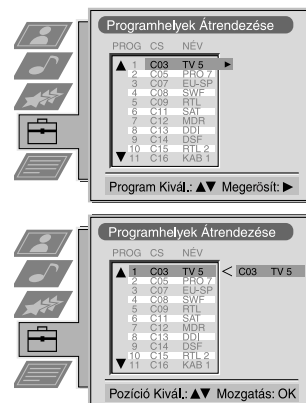 Programhelyek Átrendezése
PROG CS NÉV
1 C03 TV 5
2 C05 PRO 7
3 C07 EU-SP
4 C08 SWF
5 C09 RTL
6 C11 SAT
7 C12 MDR
8 C13 DDI
9 C14 DSF
10 C15 RTL 2
11 C16 KAB 1
Program Kivál.: ▲▼ Megerösít: ►
Programhelyek Átrendezése
PROG CS NÉV
1 C03 TV 5 < C03 TV 5
2 C05 PRO 7
3 C07 EU-SP
4 C08 SWF
5 C09 RTL
6 C11 SAT
7 C12 MDR
8 C13 DDI
9 C14 DSF
10 C15 RTL 2
11 C16 KAB 1
Pozíció Kivál.: ▲▼ Mozgatás: OK